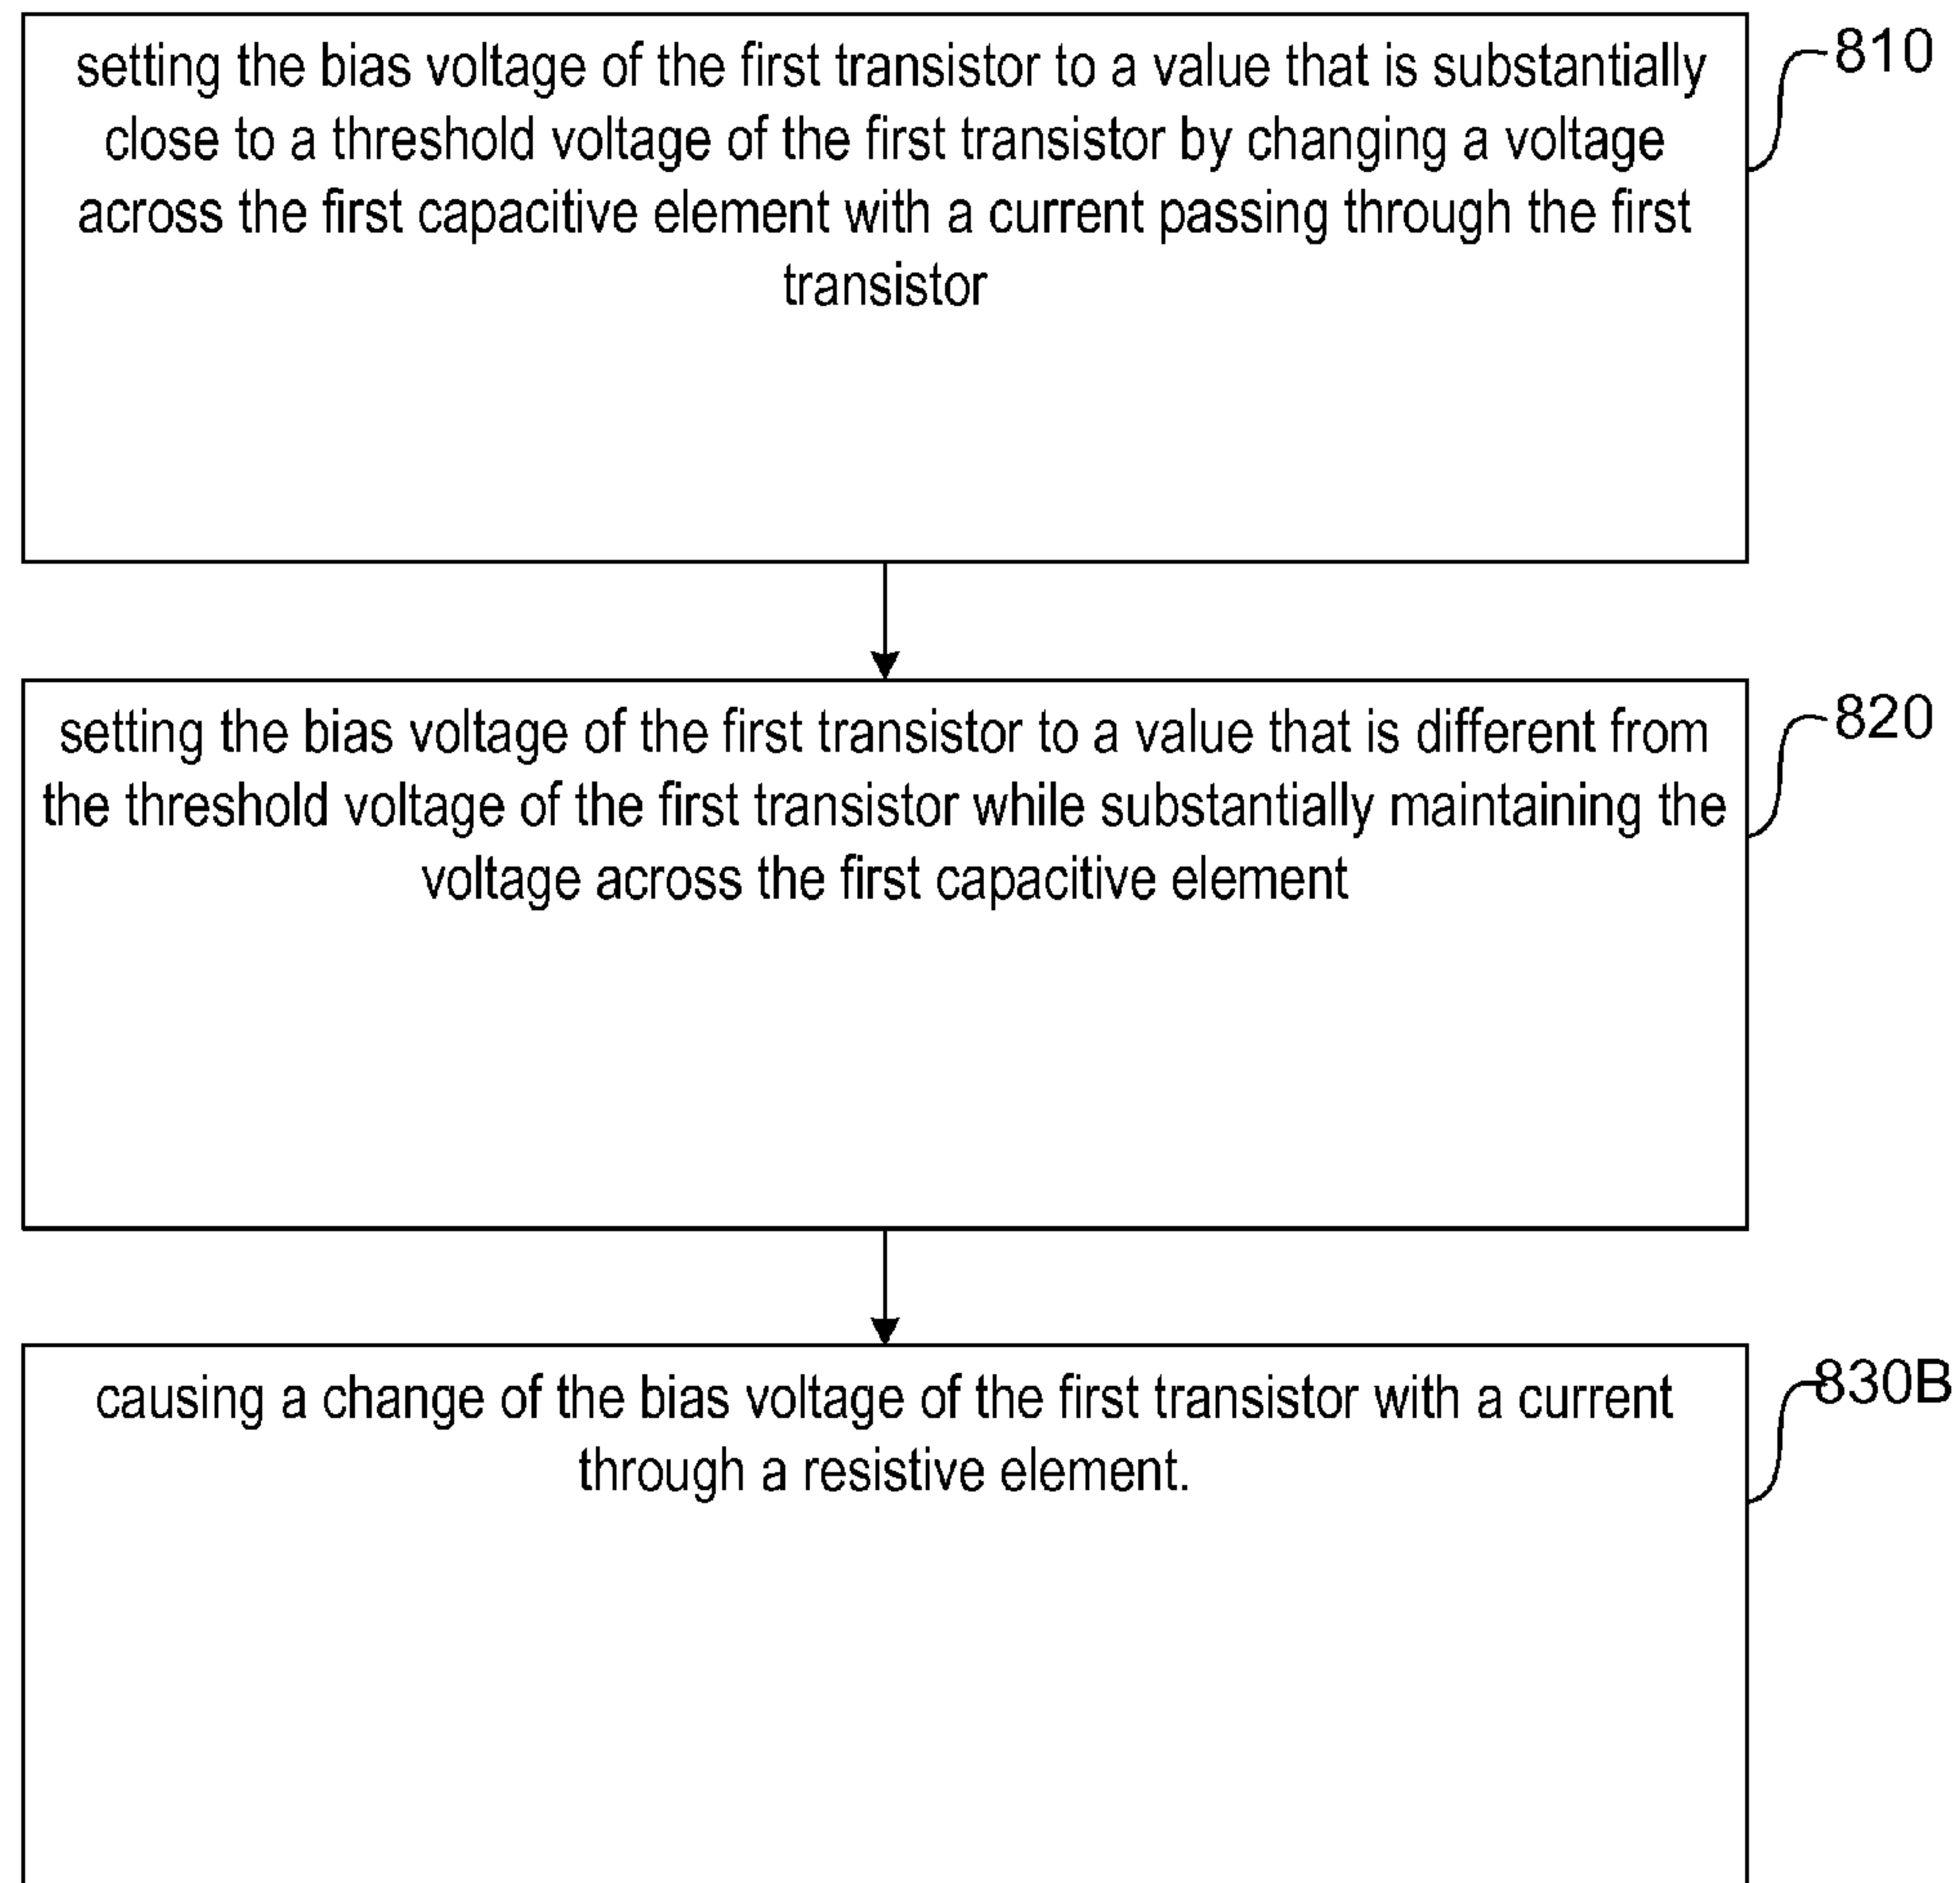 setting the bias voltage of the first transistor to a value that is substantially
close to a threshold voltage of the first transistor by changing a voltage
across the first capacitive element with a current passing through the first
transistor
810
setting the bias voltage of the first transistor to a value that is different from
the threshold voltage of the first transistor while substantially maintaining the
voltage across the first capacitive element
820
causing a change of the bias voltage of the first transistor with a current
through a resistive element.
830B